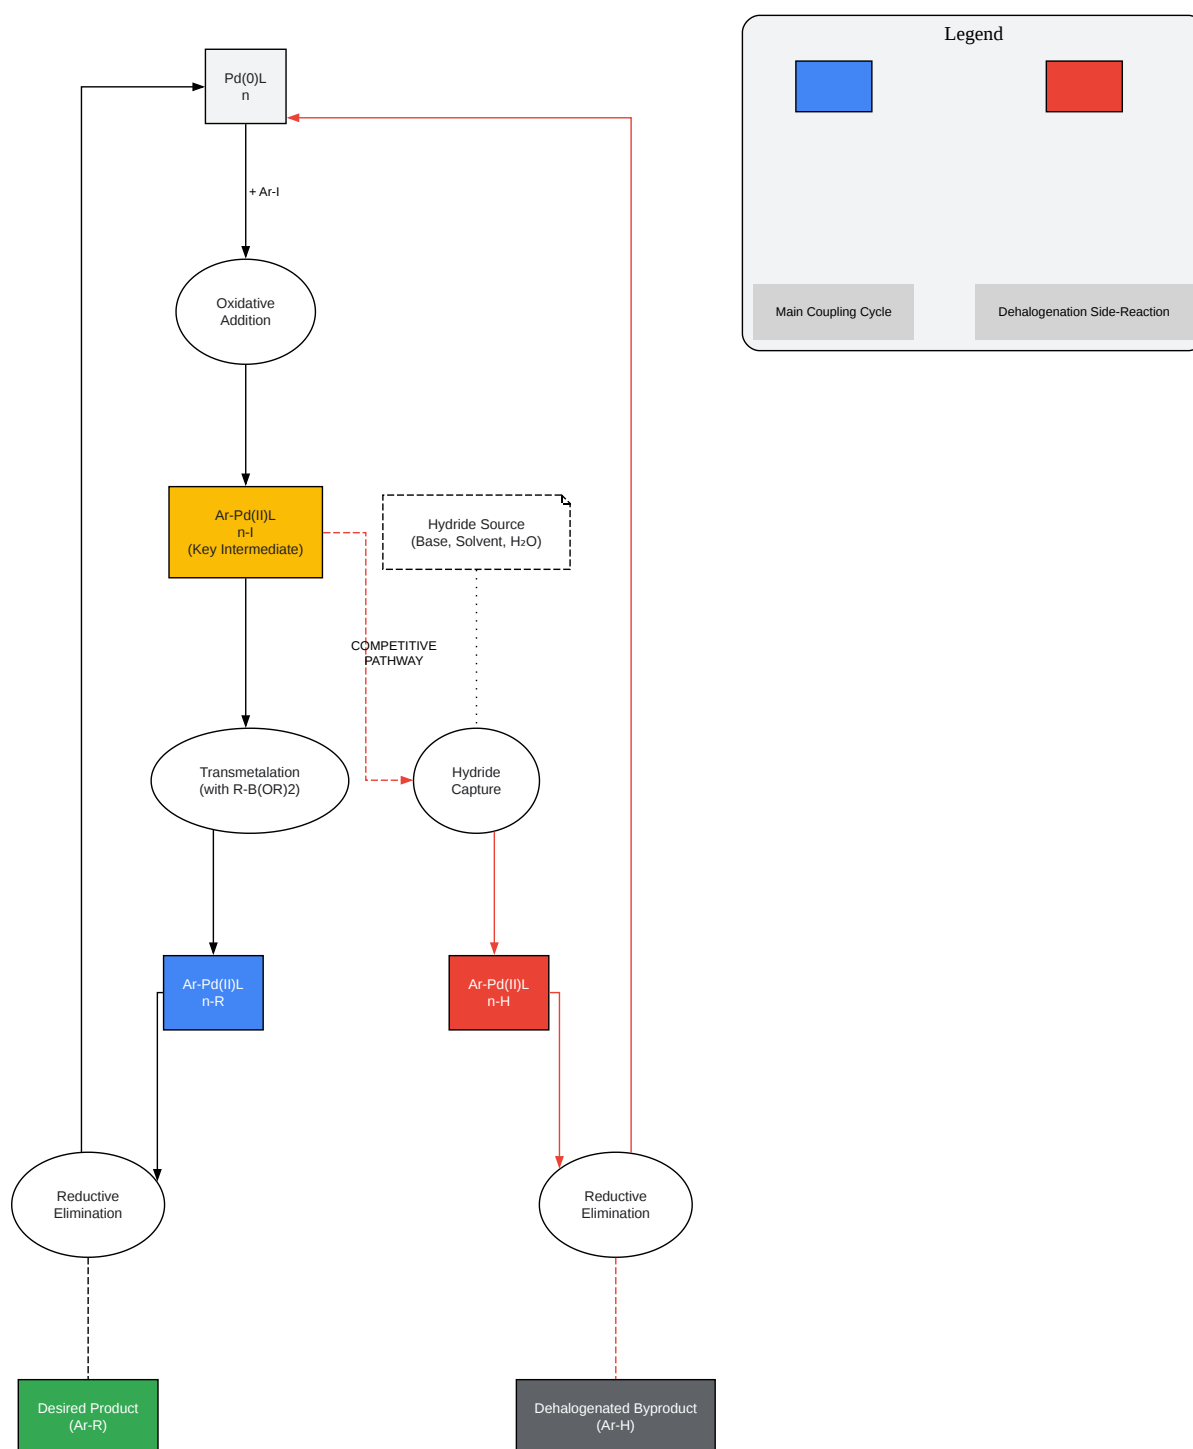 Legend
Pd(0)L
n
+ Ar-I
Oxidative
Addition
Main Coupling Cycle
Dehalogenation Side-Reaction
Ar-Pd(II)L
n-I
(Key Intermediate)
Hydride Source
(Base, Solvent, H₂O)
COMPETITIVE
PATHWAY
Transmetalation
(with R-B(OR)2)
Hydride
Capture
Ar-Pd(II)L
n-R
Ar-Pd(II)L
n-H
Reductive
Elimination
Reductive
Elimination
Desired Product
(Ar-R)
Dehalogenated Byproduct
(Ar-H)